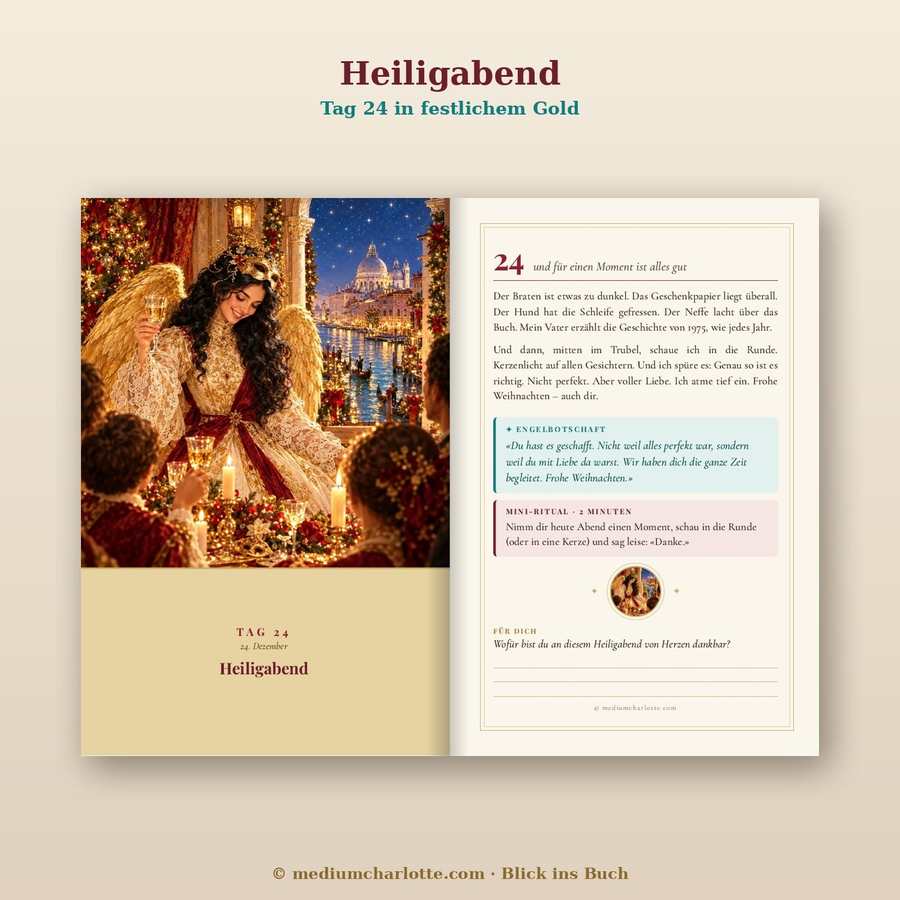 Heiligabend
Tag 24 in festlichem Gold
TAG 24
24. Dezember
Heiligabend
24 und für einen Moment ist alles gut
Der Braten ist etwas zu dunkel. Das Geschenkpapier liegt überall.
Der Hund hat die Schleife gefressen. Der Neffe lacht über das
Buch. Mein Vater erzählt die Geschichte von 1975, wie jedes Jahr.
Und dann, mitten im Trubel, schaue ich in die Runde.
Kerzenlicht auf allen Gesichtern. Und ich spüre es: Genau so ist es
richtig. Nicht perfekt. Aber voller Liebe. Ich atme tief ein. Frohe
Weihnachten – auch dir.
✦ ENGELBOTSCHAFT
«Du hast es geschafft. Nicht weil alles perfekt war, sondern
weil du mit Liebe da warst. Wir haben dich die ganze Zeit
begleitet. Frohe Weihnachten.»
MINI-RITUAL · 2 MINUTEN
Nimm dir heute Abend einen Moment, schau in die Runde
(oder in eine Kerze) und sag leise: «Danke.»
FÜR DICH
Wofür bist du an diesem Heiligabend von Herzen dankbar?
© mediumcharlotte.com
© mediumcharlotte.com · Blick ins Buch